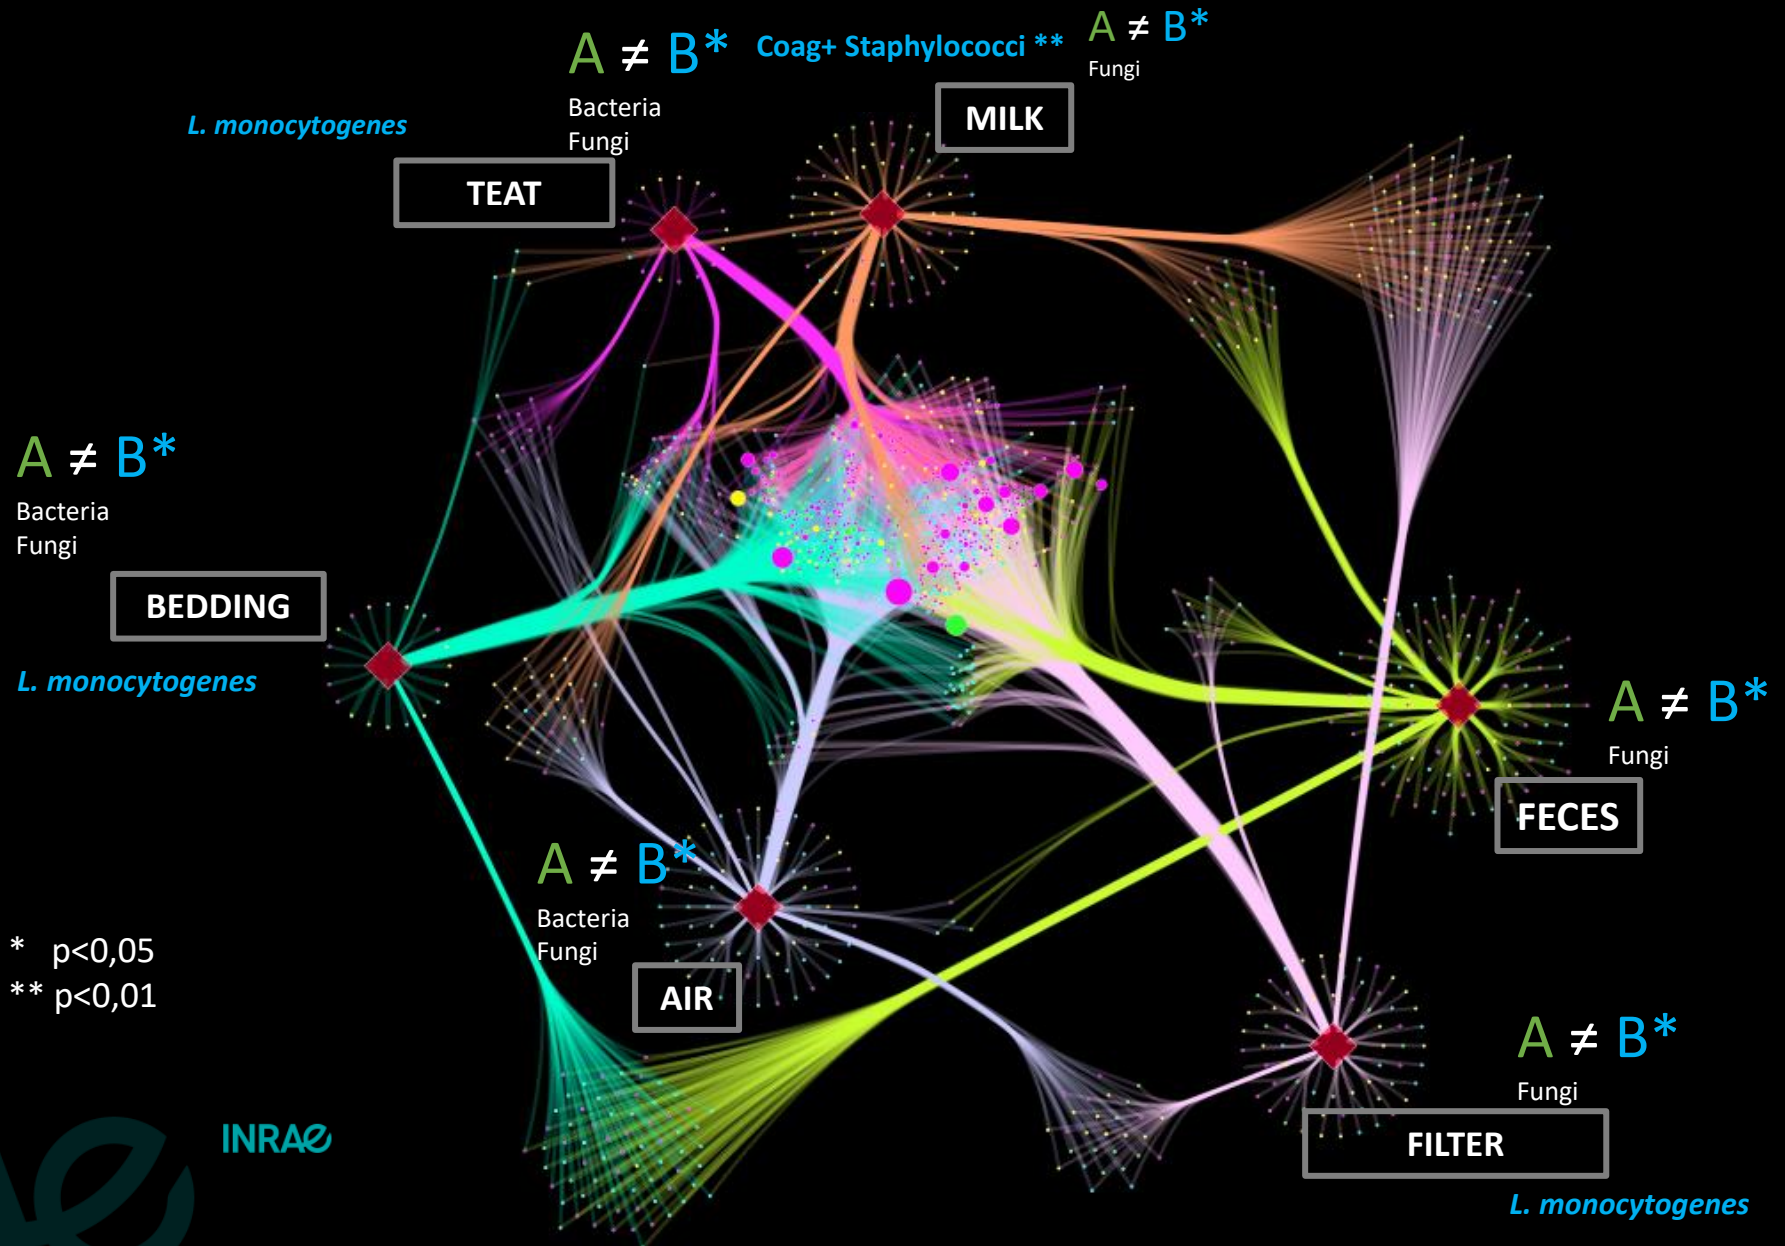 A ≠ B* Coag+ Staphylococci ** A ≠ B*
Fungi
Bacteria
Fungi
L. monocytogenes
MILK
TEAT
A ≠ B*
Bacteria
Fungi
BEDDING
L. monocytogenes
A ≠ B*
Fungi
FECES
A ≠ B*
Bacteria
Fungi
AIR
* p<0,05
** p<0,01
A ≠ B*
Fungi
FILTER
L. monocytogenes
INRAE